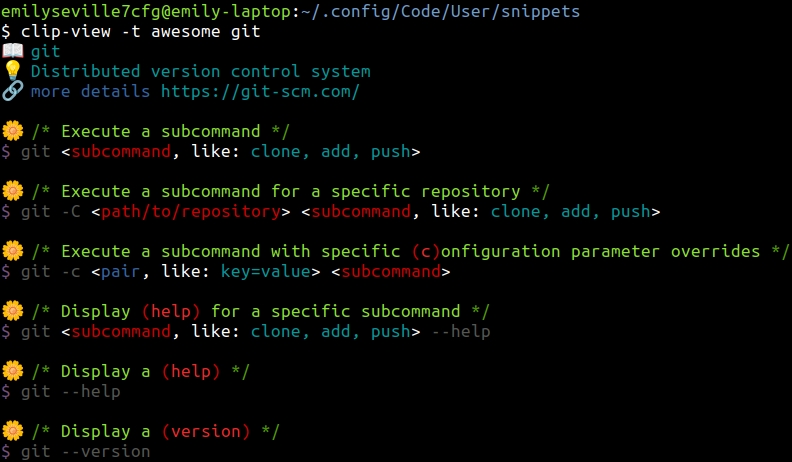 emilyseville7cfg@emily-laptop:~/.config/Code/User/snippets
$ clip-view -t awesome git
📖 git
💡 Distributed version control system
🔗 more details https://git-scm.com/
🌼 /* Execute a subcommand */
$ git <subcommand, like: clone, add, push>
🌼 /* Execute a subcommand for a specific repository */
$ git -C <path/to/repository> <subcommand, like: clone, add, push>
🌼 /* Execute a subcommand with specific (c)onfiguration parameter overrides */
$ git -c <pair, like: key=value> <subcommand>
🌼 /* Display (help) for a specific subcommand */
$ git <subcommand, like: clone, add, push> --help
🌼 /* Display a (help) */
$ git --help
🌼 /* Display a (version) */
$ git --version